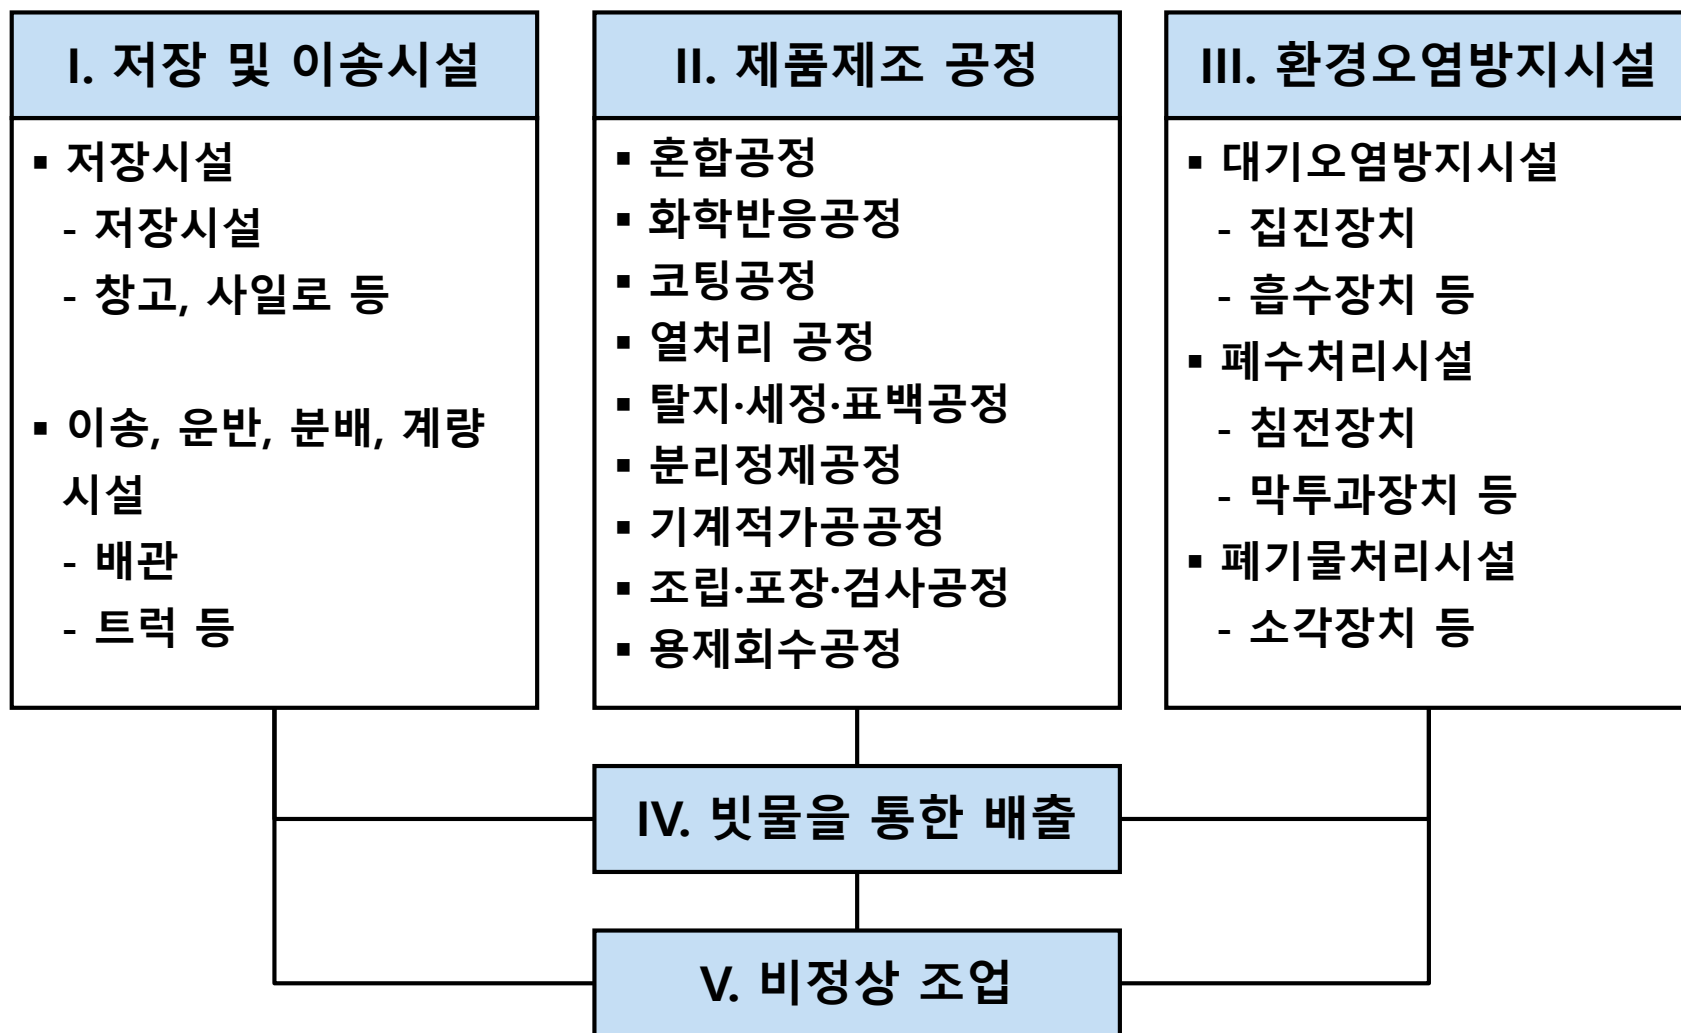 I. 저장 및 이송시설
▪ 저장시설
- 저장시설
- 창고, 사일로 등
▪ 이송, 운반, 분배, 계량
시설
- 배관
- 트럭 등
II. 제품제조 공정
▪ 혼합공정
▪ 화학반응공정
▪ 코팅공정
▪ 열처리 공정
▪ 탈지·세정·표백공정
▪ 분리정제공정
▪ 기계적가공공정
▪ 조립·포장·검사공정
▪ 용제회수공정
III. 환경오염방지시설
▪ 대기오염방지시설
- 집진장치
- 흡수장치 등
▪ 폐수처리시설
- 침전장치
- 막투과장치 등
▪ 폐기물처리시설
- 소각장치 등
IV. 빗물을 통한 배출
V. 비정상 조업